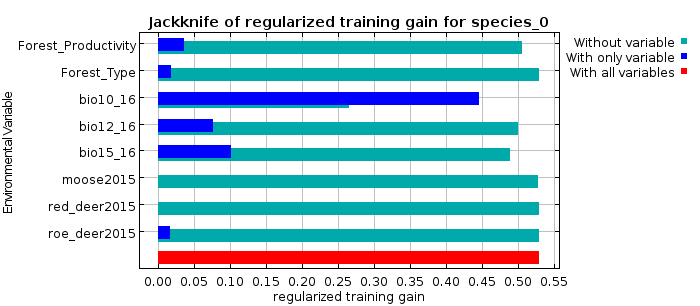 Jackknife of regularized training gain for species_0
Forest_Productivity
Forest_Type
bio10_16
bio12_16
bio15_16
moose2015
red_deer2015
roe_deer2015
Environmental Variable
0.00 0.05 0.10 0.15 0.20 0.25 0.30 0.35 0.40 0.45 0.50 0.55
regularized training gain
Without variable
With only variable
With all variables